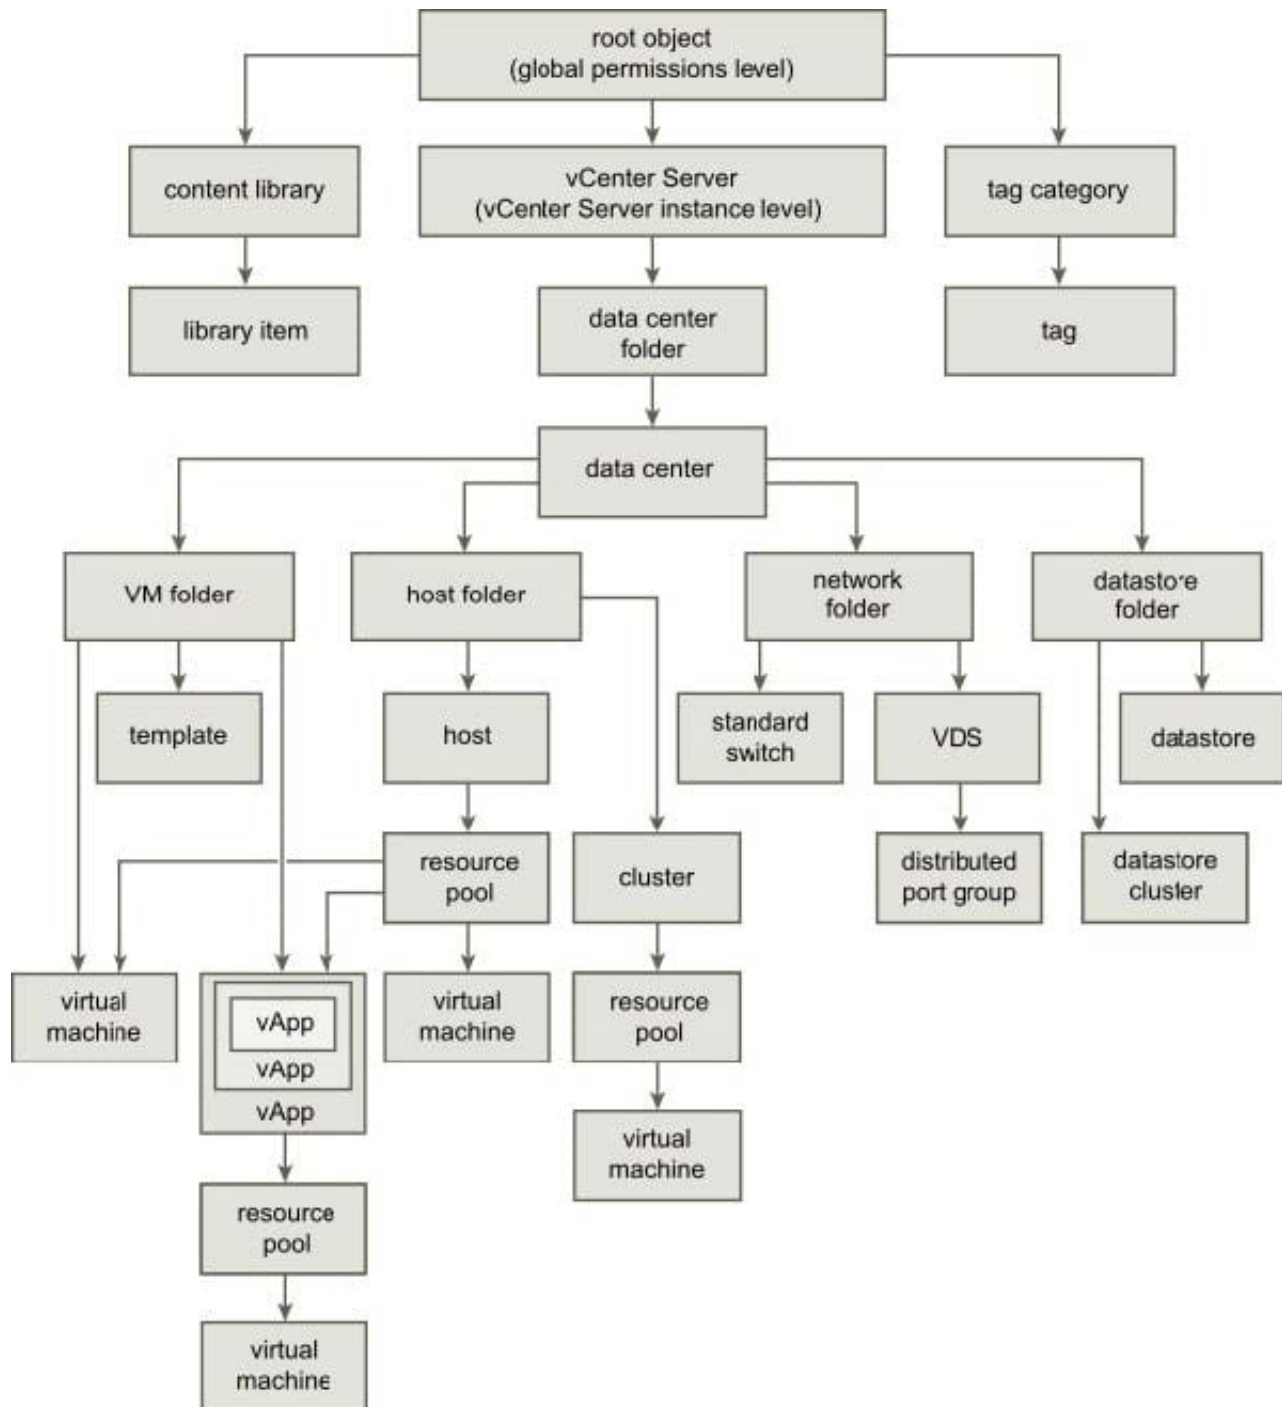 root object
(global permissions level)
content library
vCenter Server
(vCenter Server instance level)
tag category
library item
data center
folder
tag
data center
VM folder
host folder
network
folder
datastore
folder
template
host
standard
switch
VDS
datastore
resource
pool
cluster
distributed
port group
datastore
cluster
virtual
machine
vApp
vApp
vApp
virtual
machine
resource
pool
virtual
machine
resource
pool
virtual
machine